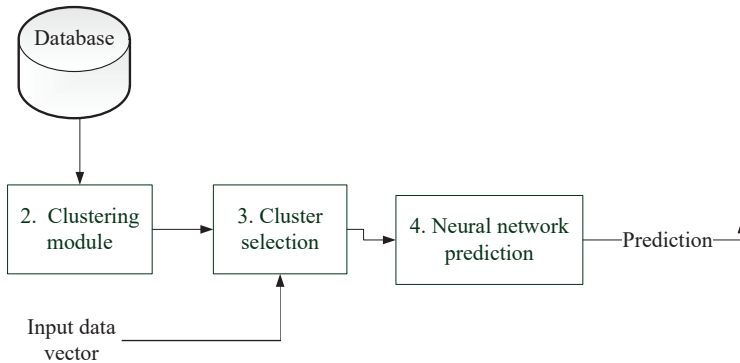 Database
2. Clustering
module
3. Cluster
selection
4. Neural network
prediction
Prediction
Input data
vector